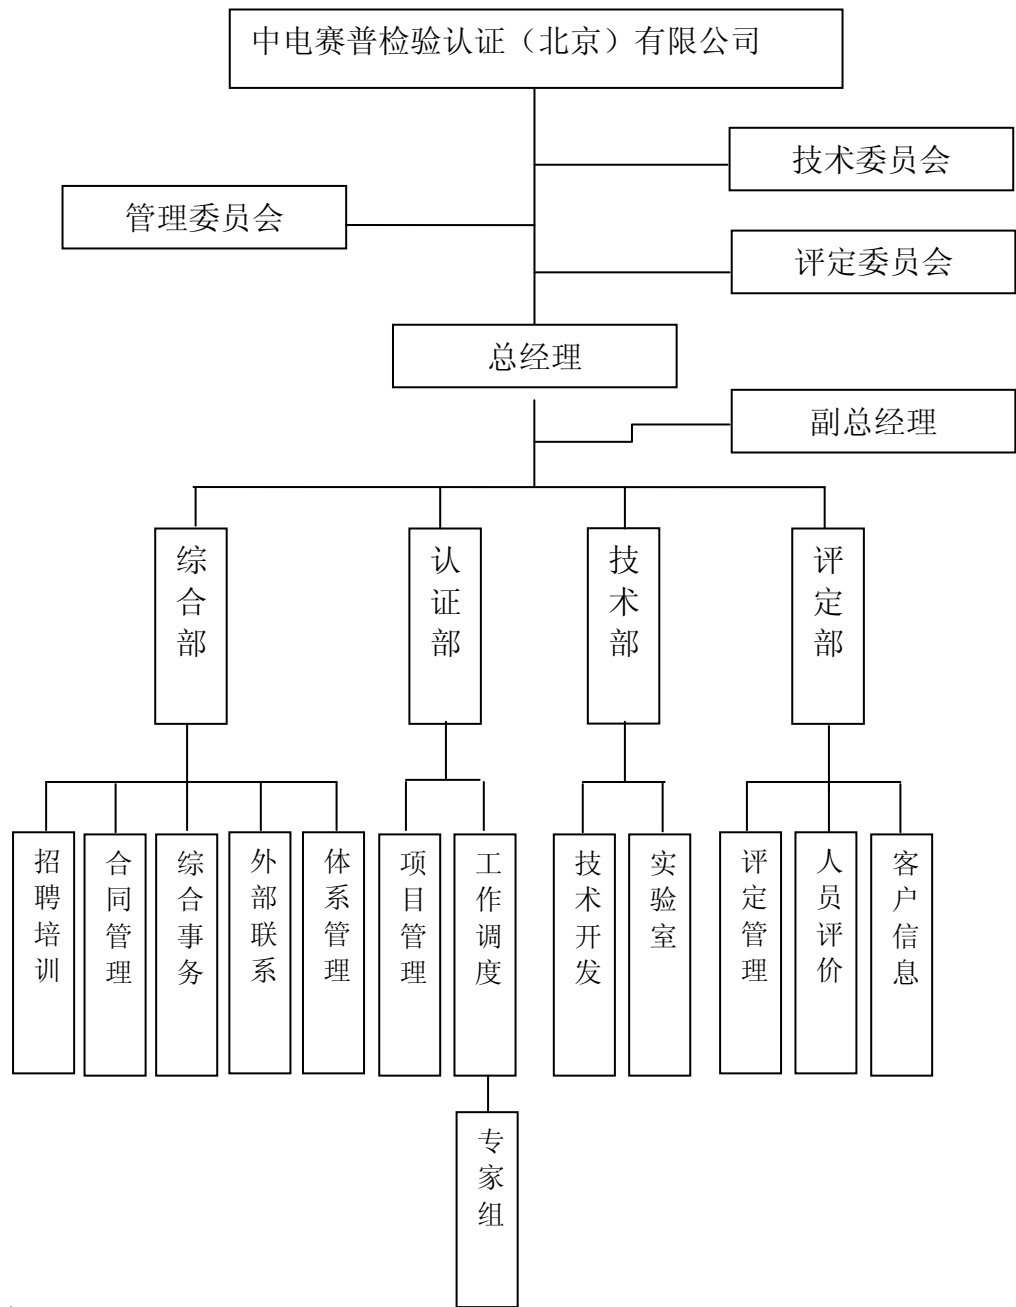 中电赛普检验认证（北京）有限公司
技术委员会
管理委员会
评定委员会
总经理
副总经理
综合部
认证部
技术部
评定部
招聘培训
合同管理
综合事务
外部联系
体系管理
项目管理
工作调度
技术开发
实验室
评定管理
人员评价
客户信息
专家组